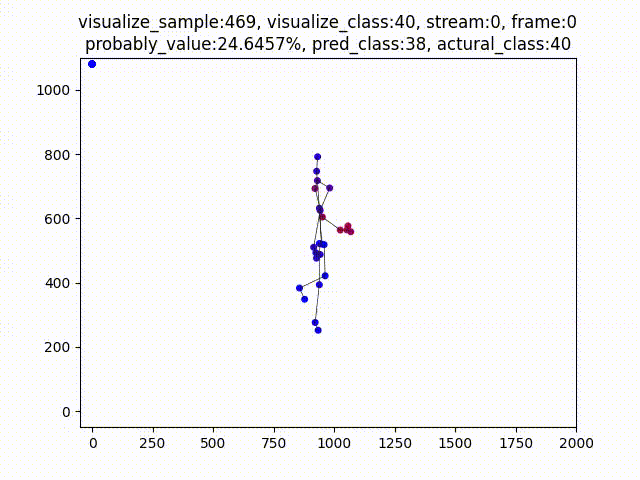 visualize_sample:469, visualize_class:40, stream:0, frame:0
probably_value:24.6457%, pred_class:38, actural_class:40
1000
800
600
400
200
0
0 250 500 750 1000 1250 1500 1750 2000